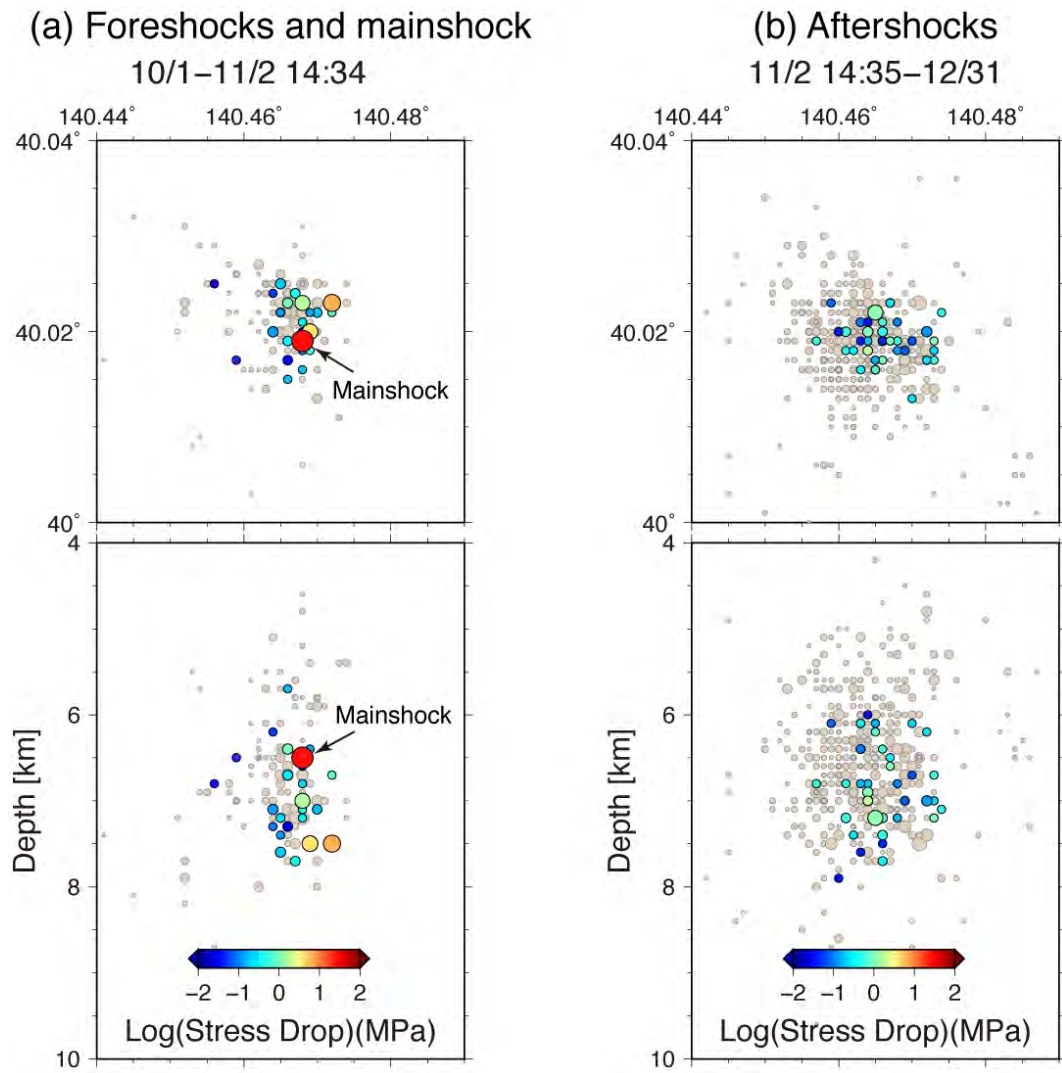 (a) Foreshocks and mainshock
10/1−11/2 14:34
140.44° 140.46° 140.48°
40.04°
40.02°
40°
Mainshock
4
6
8
10
Depth [km]
Mainshock
−2 −1 0 1 2
Log(Stress Drop)(MPa)
(b) Aftershocks
11/2 14:35−12/31
140.44° 140.46° 140.48°
40.04°
40.02°
40°
4
6
8
10
Depth [km]
−2 −1 0 1 2
Log(Stress Drop)(MPa)